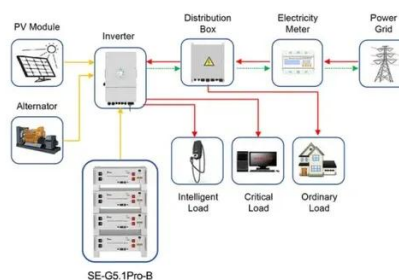 PV Module
Inverter
Distribution
Box
Electricity
Meter
Power
Grid
Alternator
Intelligent
Load
Critical
Load
Ordinary
Load
SE-G5.1Pro-B